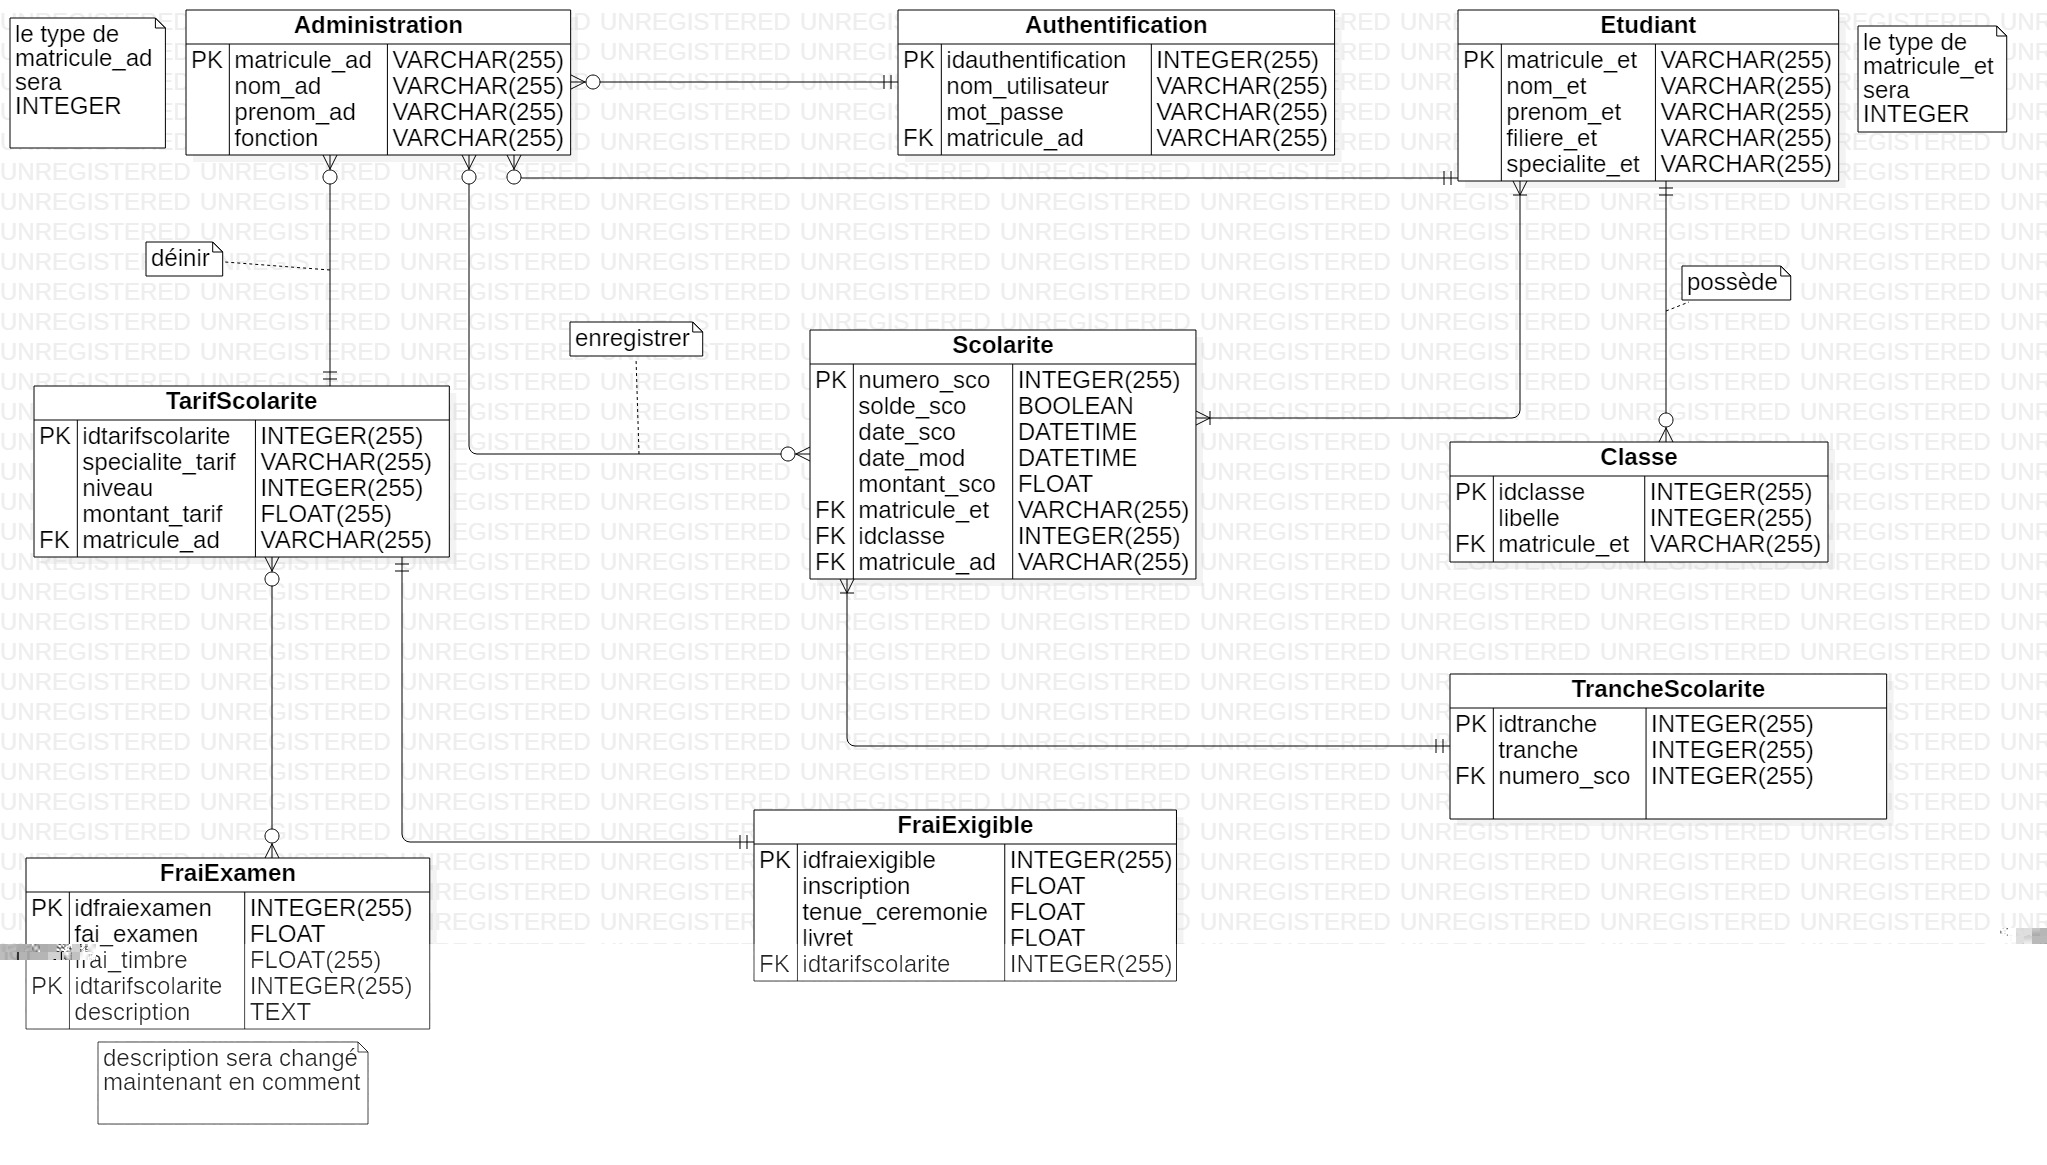 le type de
matricule_ad
sera
INTEGER
Administration
PK matricule_ad VARCHAR(255)
nom_ad VARCHAR(255)
prenom_ad VARCHAR(255)
fonction VARCHAR(255)
Authentification
PK idauthentification INTEGER(255)
nom_utilisateur VARCHAR(255)
mot_passe VARCHAR(255)
FK matricule_ad VARCHAR(255)
Etudiant
PK matricule_et VARCHAR(255)
nom_et VARCHAR(255)
prenom_et VARCHAR(255)
filiere_et VARCHAR(255)
specialite_et VARCHAR(255)
le type de
matricule_et
sera
INTEGER
déinir
possède
enregistrer
Scolarite
PK numero_sco INTEGER(255)
solde_sco BOOLEAN
date_sco DATETIME
date_mod DATETIME
montant_sco FLOAT
FK matricule_et VARCHAR(255)
FK idclasse INTEGER(255)
FK matricule_ad VARCHAR(255)
TarifScolarite
PK idtarifscolarite INTEGER(255)
specialite_tarif VARCHAR(255)
niveau INTEGER(255)
montant_tarif FLOAT(255)
FK matricule_ad VARCHAR(255)
Classe
PK idclasse INTEGER(255)
libelle INTEGER(255)
FK matricule_et VARCHAR(255)
TrancheScolarite
PK idtranche INTEGER(255)
tranche INTEGER(255)
FK numero_sco INTEGER(255)
FraiExigible
PK idfraiexigible INTEGER(255)
inscription FLOAT
tenue_ceremonie FLOAT
livret FLOAT
FK idtarifscolarite INTEGER(255)
FraiExamen
PK idfraiexamen INTEGER(255)
fai_examen FLOAT
frai_timbre FLOAT(255)
PK idtarifscolarite INTEGER(255)
description TEXT
description sera changé
maintenant en comment
UNREGISTERED